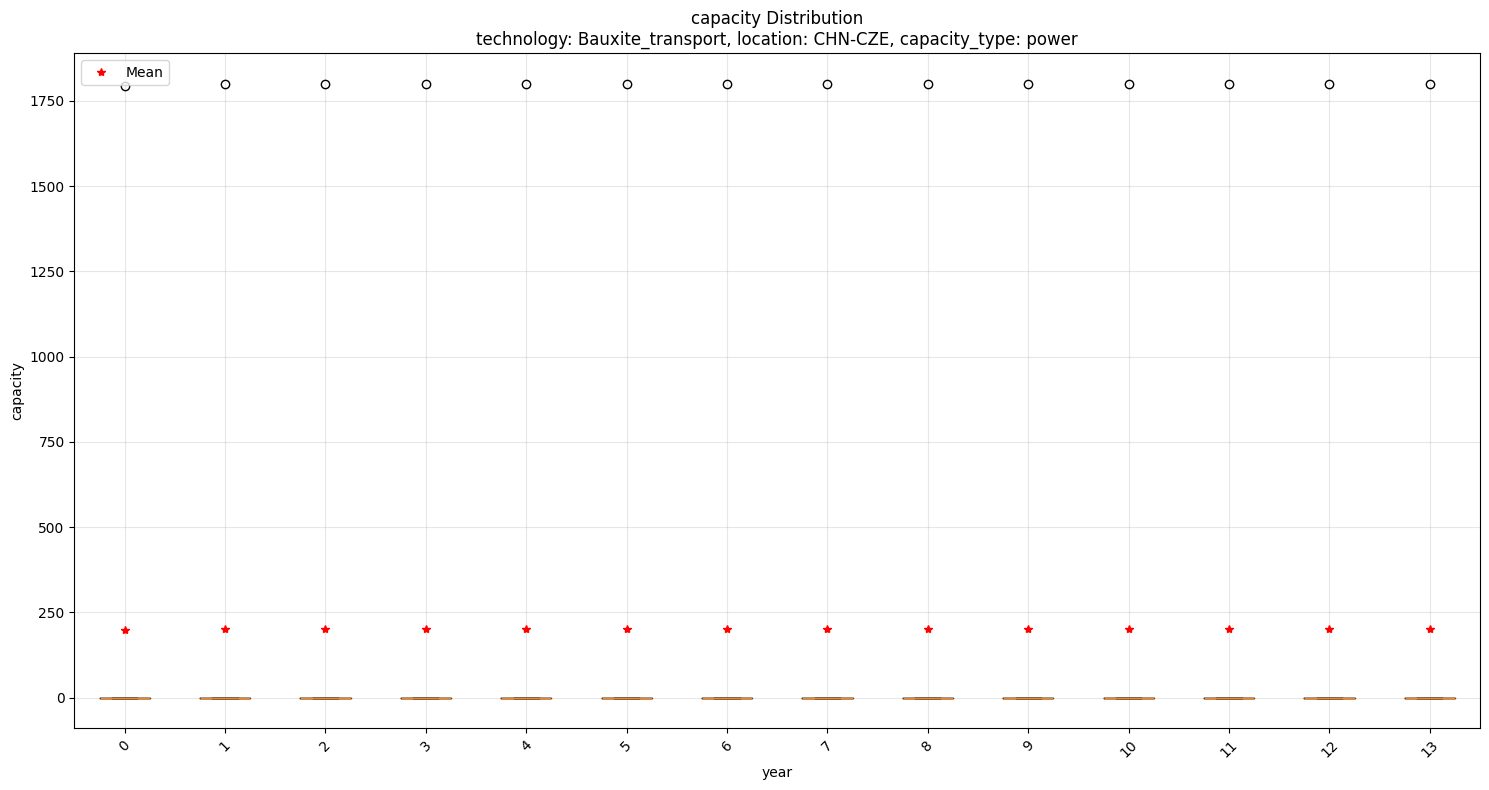 capacity Distribution
technology: Bauxite_transport, location: CHN-CZE, capacity_type: power
Mean
1750
1500
1250
1000
750
500
250
0
capacity
0 1 2 3 4 5 6 7 8 9 10 11 12 13
year